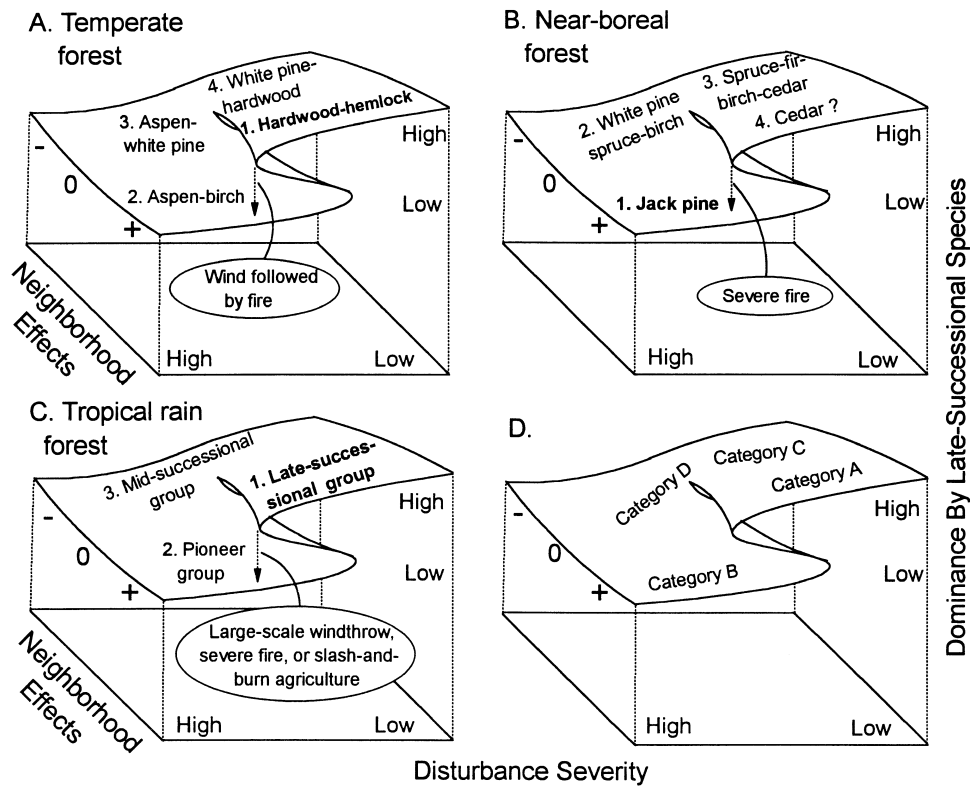 A. Temperate
forest
4. White pine-
hardwood
1. Hardwood-hemlock
3. Aspen-
white pine
2. Aspen-birch
-
0
+
High
Low
Wind followed
by fire
Neighborhood
Effects
High
Low
B. Near-boreal
forest
3. Spruce-fir-
birch-cedar
2. White pine
spruce-birch
4. Cedar ?
1. Jack pine
-
0
+
High
Low
Severe fire
High
Low
C. Tropical rain
forest
3. Mid-successional
group
1. Late-succes-
sional group
2. Pioneer
group
-
0
+
High
Low
Large-scale windthrow,
severe fire, or slash-and-
burn agriculture
Neighborhood
Effects
High
Low
D.
Category C
Category A
Category D
Category B
-
0
+
High
Low
High
Low
Disturbance Severity
Dominance By Late-Successional Species